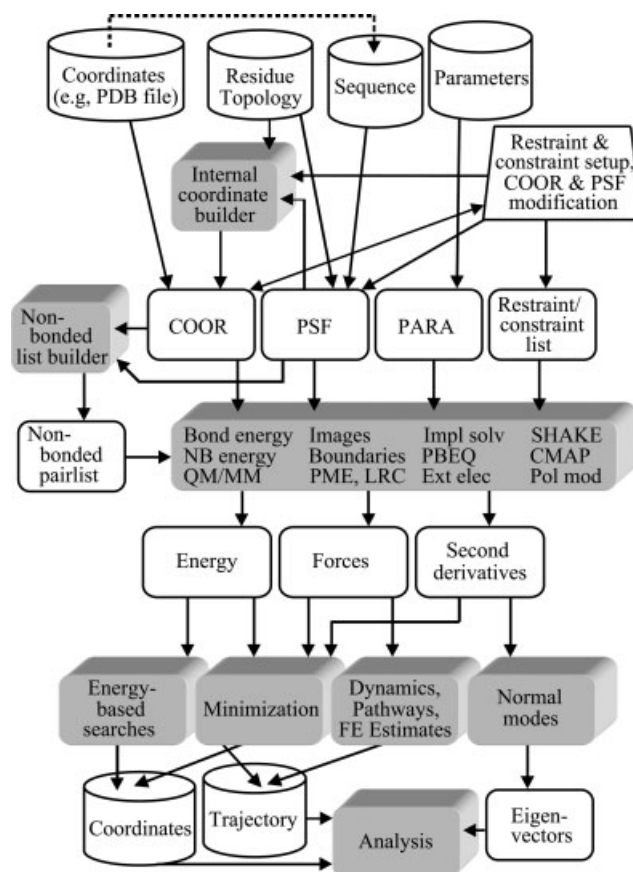 Coordinates
(e.g, PDB file)
Residue
Topology
Sequence
Parameters
Restraint &
constraint setup,
COOR & PSF
modification
Internal
coordinate
builder
Non-
bonded
list builder
COOR
PSF
PARA
Restraint/
constraint
list
Non-
bonded
pairlist
Bond energy
NB energy
QM/MM
Images
Boundaries
PME, LRC
Impl solv
PBEQ
Ext elec
SHAKE
CMAP
Pol mod
Energy
Forces
Second
derivatives
Energy-
based
searches
Minimization
Dynamics,
Pathways,
FE Estimates
Normal
modes
Coordinates
Trajectory
Analysis
Eigen-
vectors